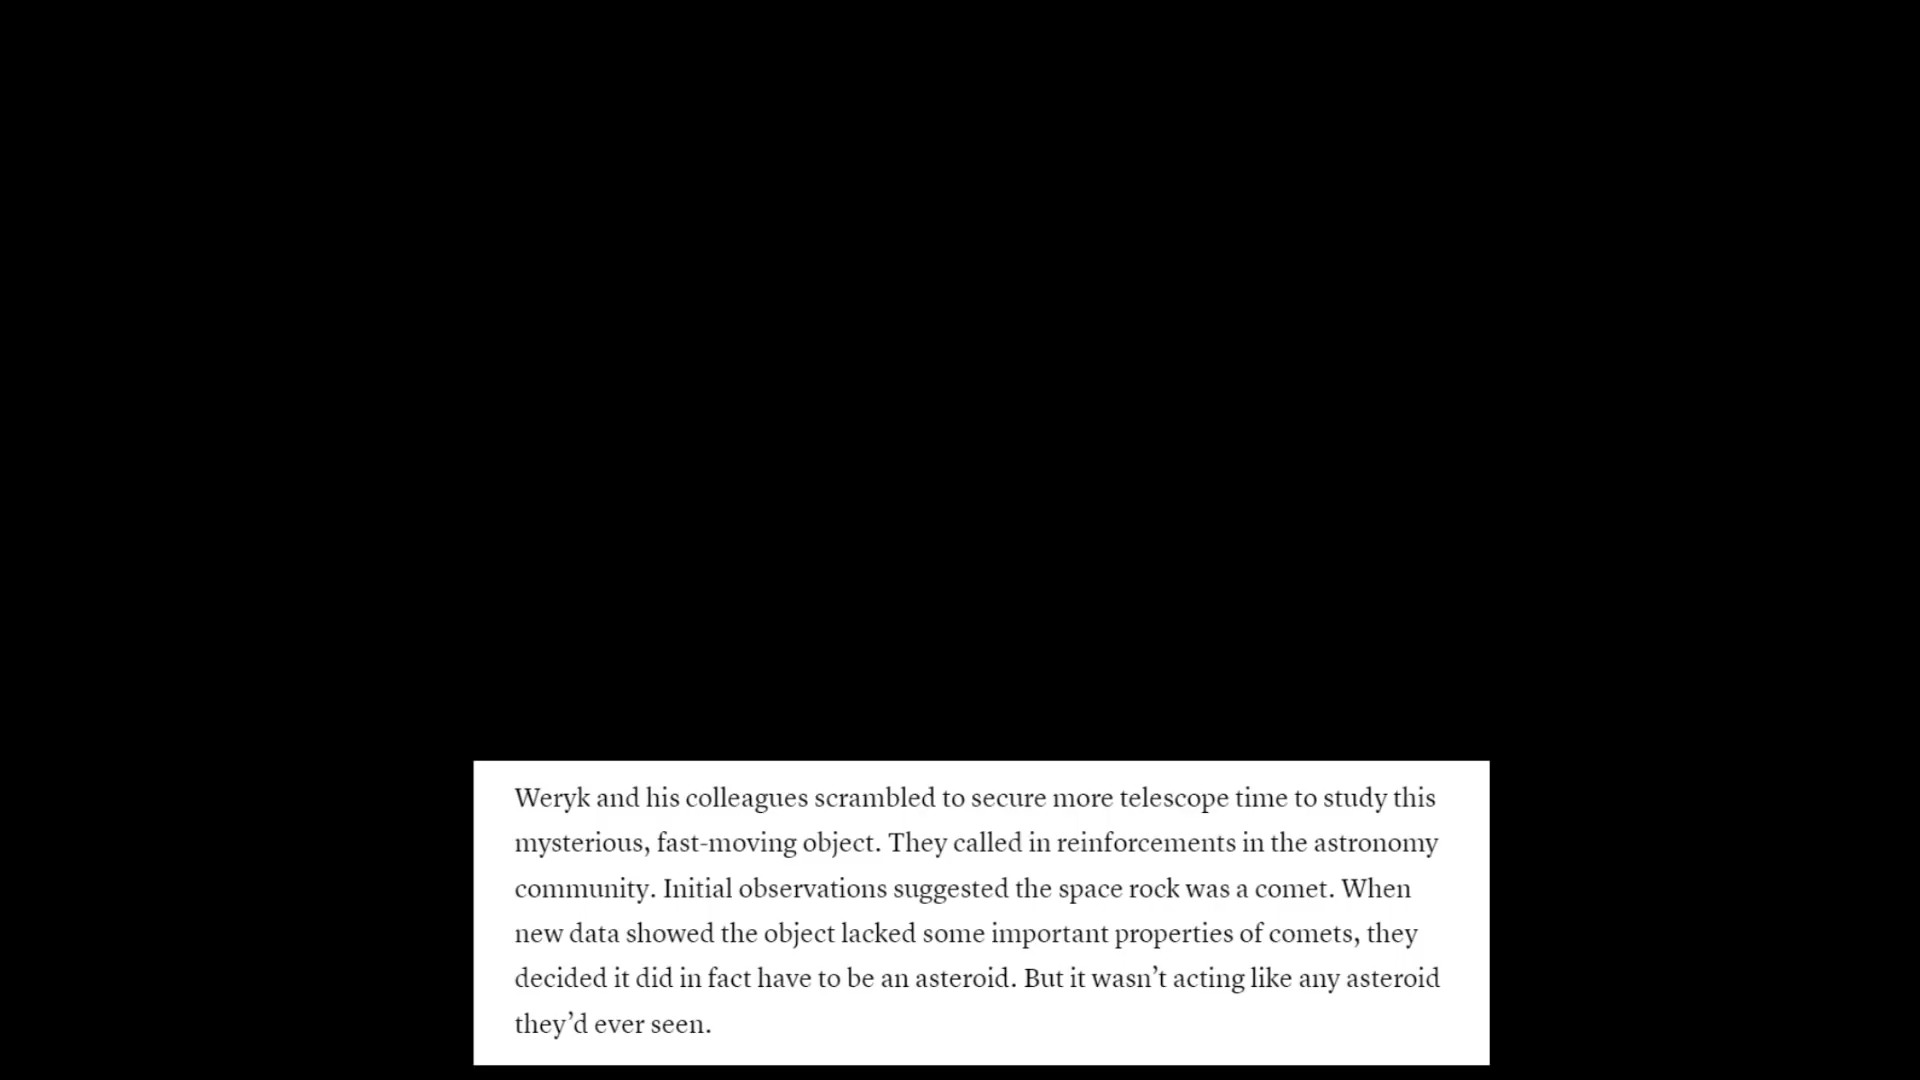 Weryk and his colleagues scrambled to secure more telescope time to study this
mysterious, fast-moving object. They called in reinforcements in the astronomy
community. Initial observations suggested the space rock was a comet. When
new data showed the object lacked some important properties of comets, they
decided it did in fact have to be an asteroid. But it wasn’t acting like any asteroid
they’d ever seen.